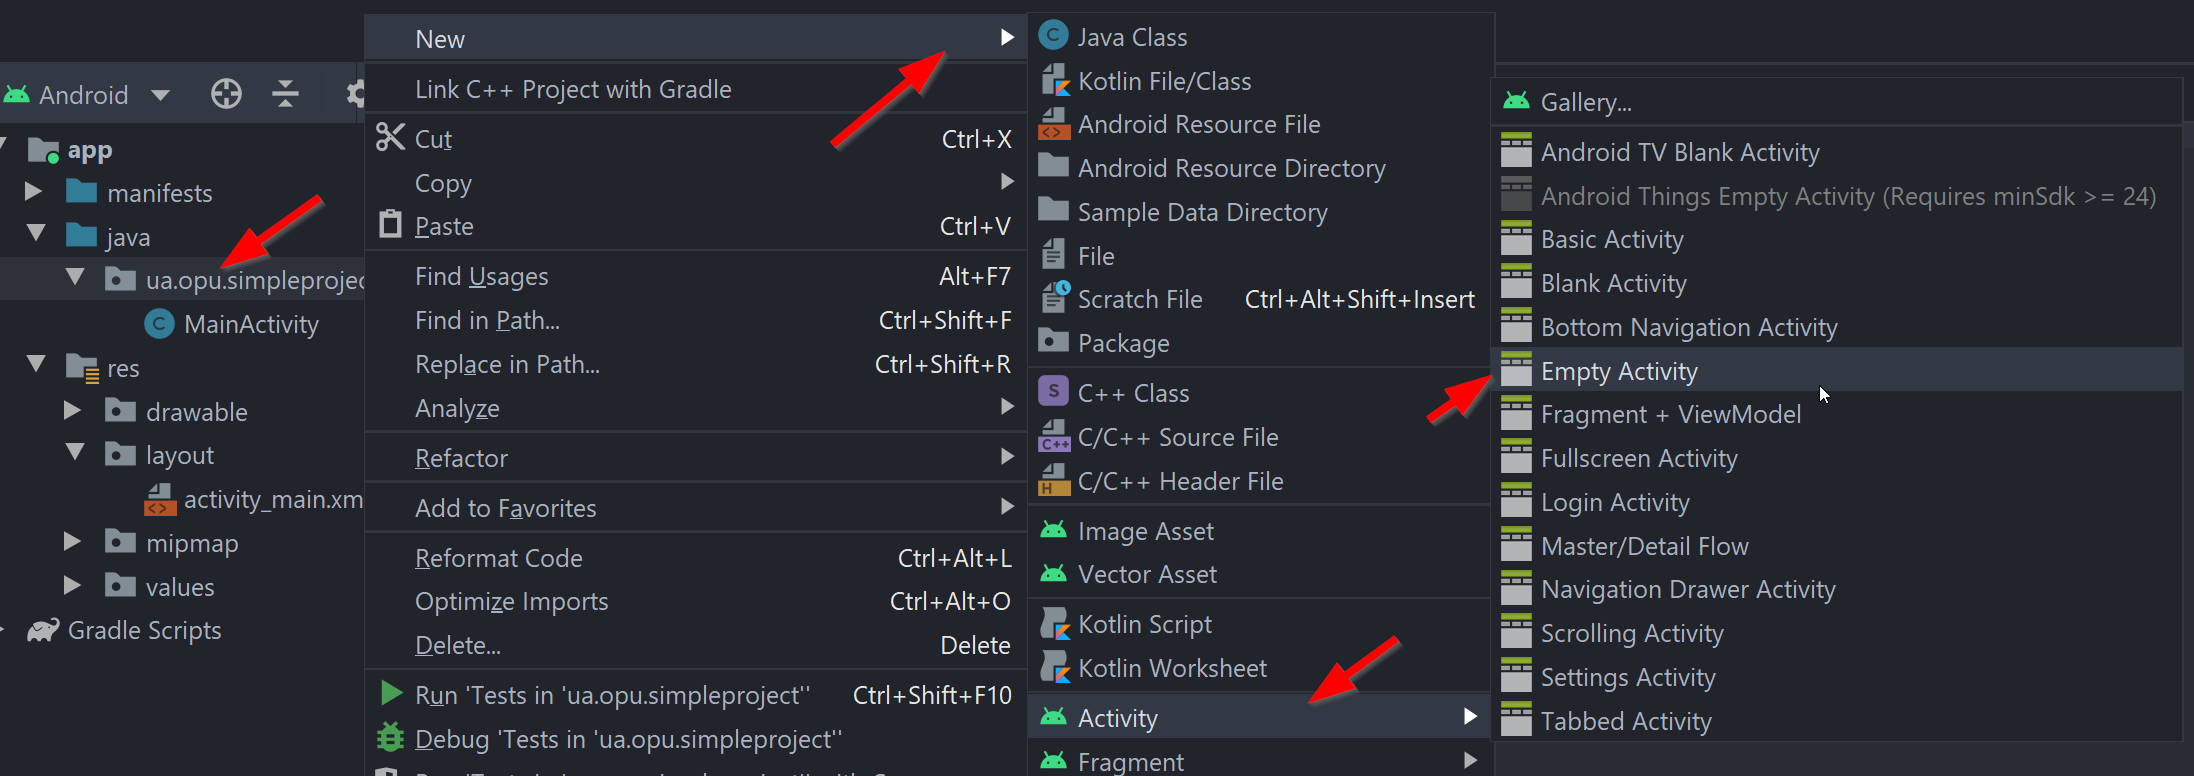 Android
app
manifests
java
ua.opu.simpleprojec
MainActivity
res
drawable
layout
activity_main.xm
mipmap
values
Gradle Scripts
New
Link C++ Project with Gradle
Cut Ctrl+X
Copy
Paste Ctrl+V
Find Usages Alt+F7
Find in Path... Ctrl+Shift+F
Replace in Path... Ctrl+Shift+R
Analyze
Refactor
Add to Favorites
Reformat Code Ctrl+Alt+L
Optimize Imports Ctrl+Alt+O
Delete... Delete
Run 'Tests in 'ua.opu.simpleproject'' Ctrl+Shift+F10
Debug 'Tests in 'ua.opu.simpleproject''
Java Class
Kotlin File/Class
Android Resource File
Android Resource Directory
Sample Data Directory
File
Scratch File Ctrl+Alt+Shift+Insert
Package
C++ Class
C/C++ Source File
C/C++ Header File
Image Asset
Vector Asset
Kotlin Script
Kotlin Worksheet
Activity
Fragment
Gallery...
Android TV Blank Activity
Android Things Empty Activity (Requires minSdk >= 24)
Basic Activity
Blank Activity
Bottom Navigation Activity
Empty Activity
Fragment + ViewModel
Fullscreen Activity
Login Activity
Master/Detail Flow
Navigation Drawer Activity
Scrolling Activity
Settings Activity
Tabbed Activity